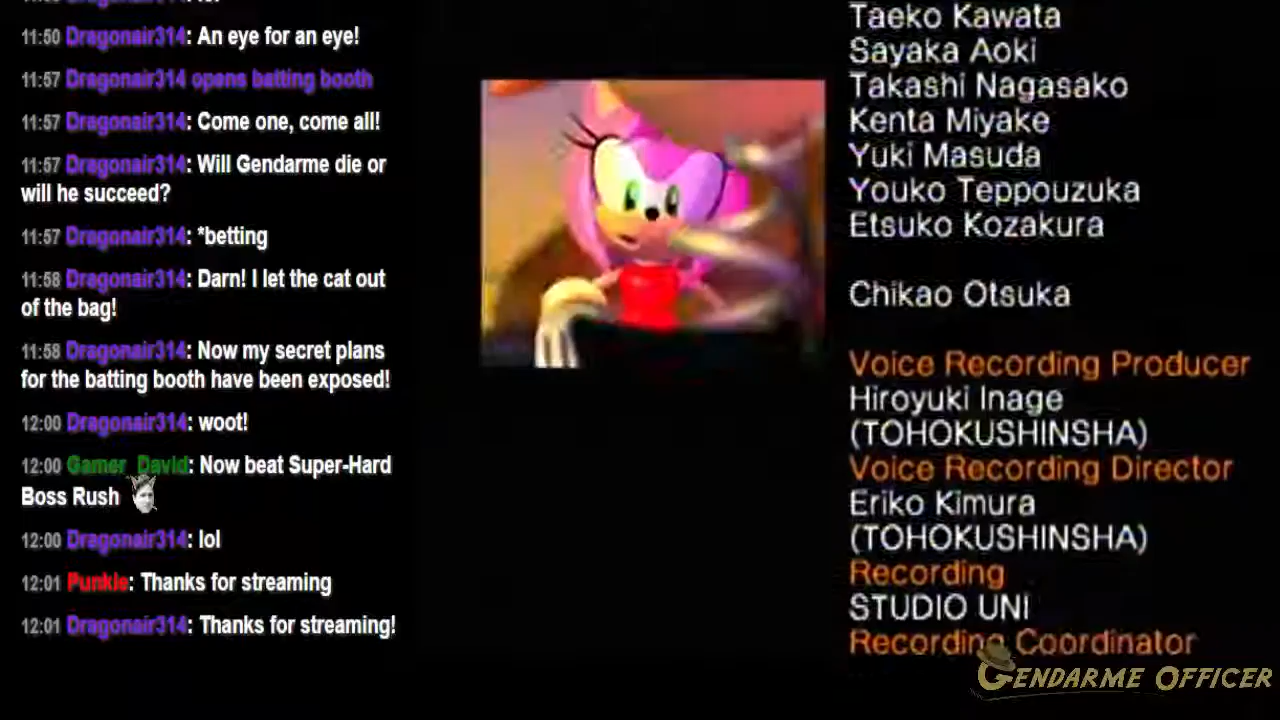 11:50 Dragonair314: An eye for an eye!
11:57 Dragonair314 opens batting booth
11:57 Dragonair314: Come one, come all!
11:57 Dragonair314: Will Gendarme die or
will he succeed?
11:57 Dragonair314: *betting
11:58 Dragonair314: Darn! I let the cat out
of the bag!
11:58 Dragonair314: Now my secret plans
for the batting booth have been exposed!
12:00 Dragonair314: woot!
12:00 Gamer_David: Now beat Super-Hard
Boss Rush
12:00 Dragonair314: lol
12:01 Punkie: Thanks for streaming
12:01 Dragonair314: Thanks for streaming!
Taeko Kawata
Sayaka Aoki
Takashi Nagasako
Kenta Miyake
Yuki Masuda
Youko Teppouzuka
Etsuko Kozakura
Chikao Otsuka
Voice Recording Producer
Hiroyuki Inage
(TOHOKUSHINSHA)
Voice Recording Director
Eriko Kimura
(TOHOKUSHINSHA)
Recording
STUDIO UNI
Recording Coordinator
GENDARME OFFICER